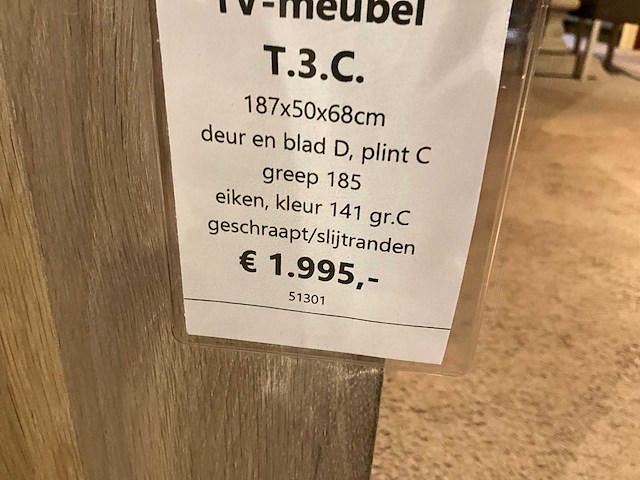 TV-meubel
T.3.C.
187x50x68cm
deur en blad D, plint C
greep 185
eiken, kleur 141 gr.C
geschraapt/slijtranden
€ 1.995,-
51301